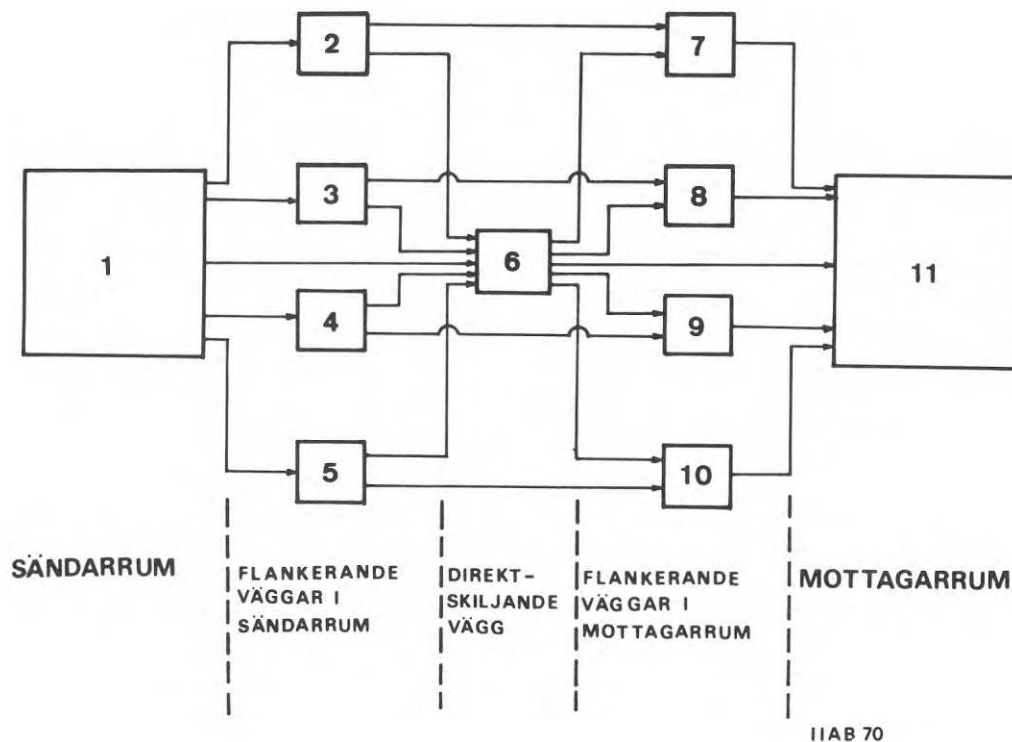 2
7
3
8
1
6
11
4
9
5
10
SÄNDARRUM
FLANKERANDE
VÄGGAR I
SÄNDARRUM
DIREKT-
SKILJANDE
VÄGG
FLANKERANDE
VÄGGAR I
MOTTAGARRUM
MOTTAGARRUM
IIAB 70